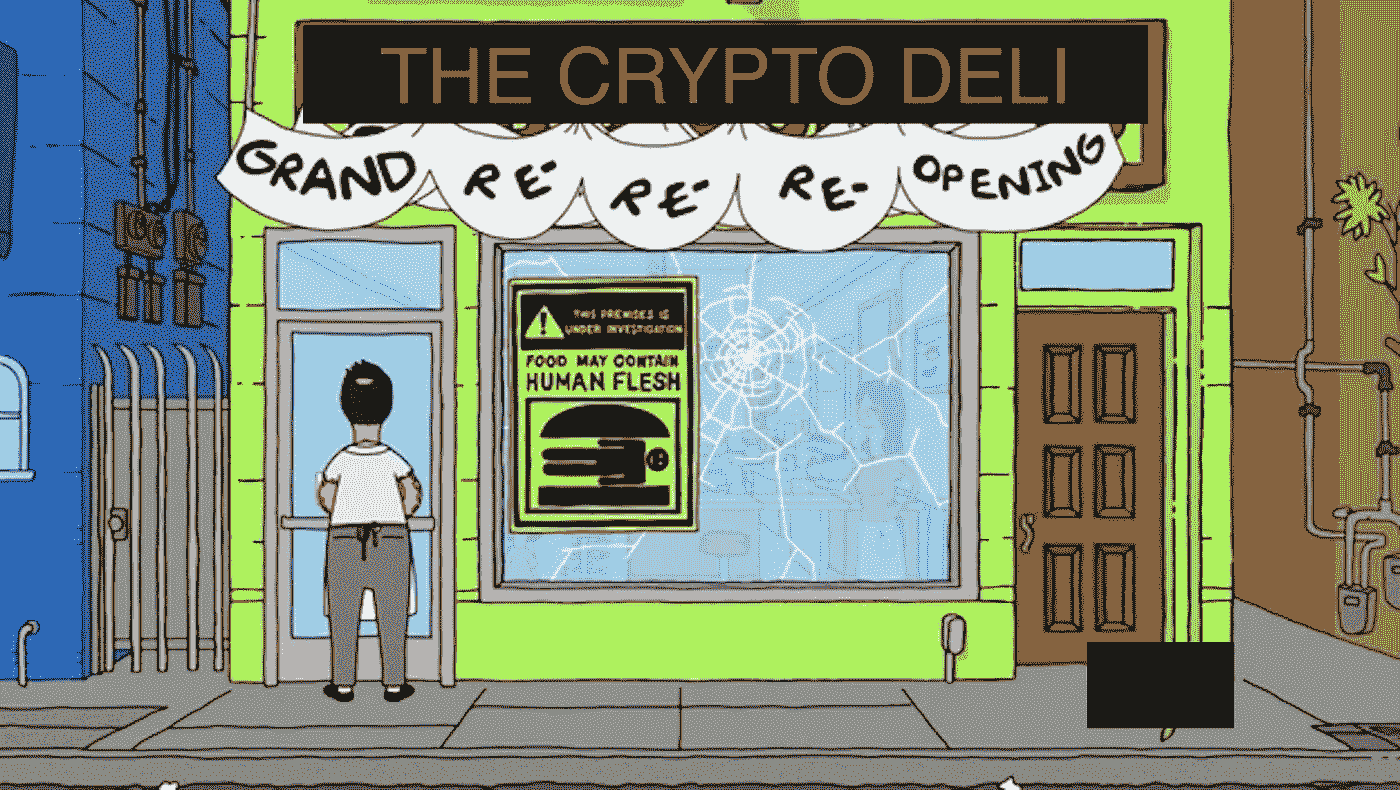 THE CRYPTO DELI
GRAND RE- RE- RE- OPENING
THIS PREMISES IS
UNDER INVESTIGATION
FOOD MAY CONTAIN
HUMAN FLESH